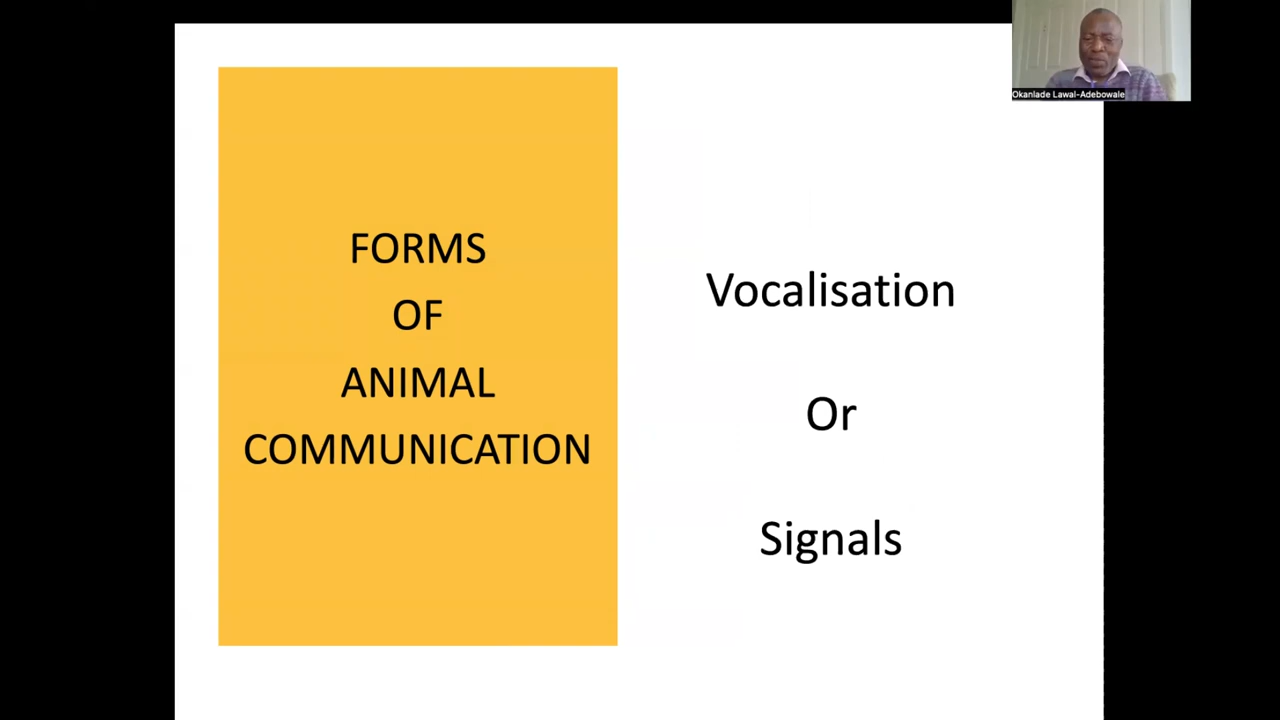 Okanlade Lawal-Adebowale
FORMS
OF
ANIMAL
COMMUNICATION
Vocalisation
Or
Signals